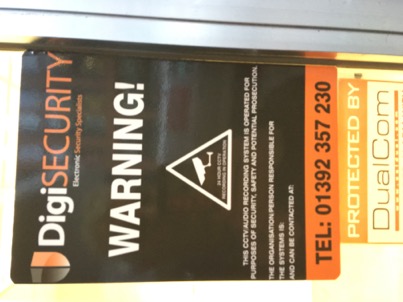 DigiSECURITY
Electronic Security Specialists
WARNING!
24 HOUR CCTV
RECORDING IN OPERATION
THIS CCTV/AUDIO RECORDING SYSTEM IS OPERATED FOR
PURPOSES OF SECURITY, SAFETY AND POTENTIAL PROSECUTION.
THE ORGANISATION/PERSON RESPONSIBLE FOR
THE SYSTEMS IS:
AND CAN BE CONTACTED AT:
TEL: 01392 357 230
PROTECTED BY
DualCom